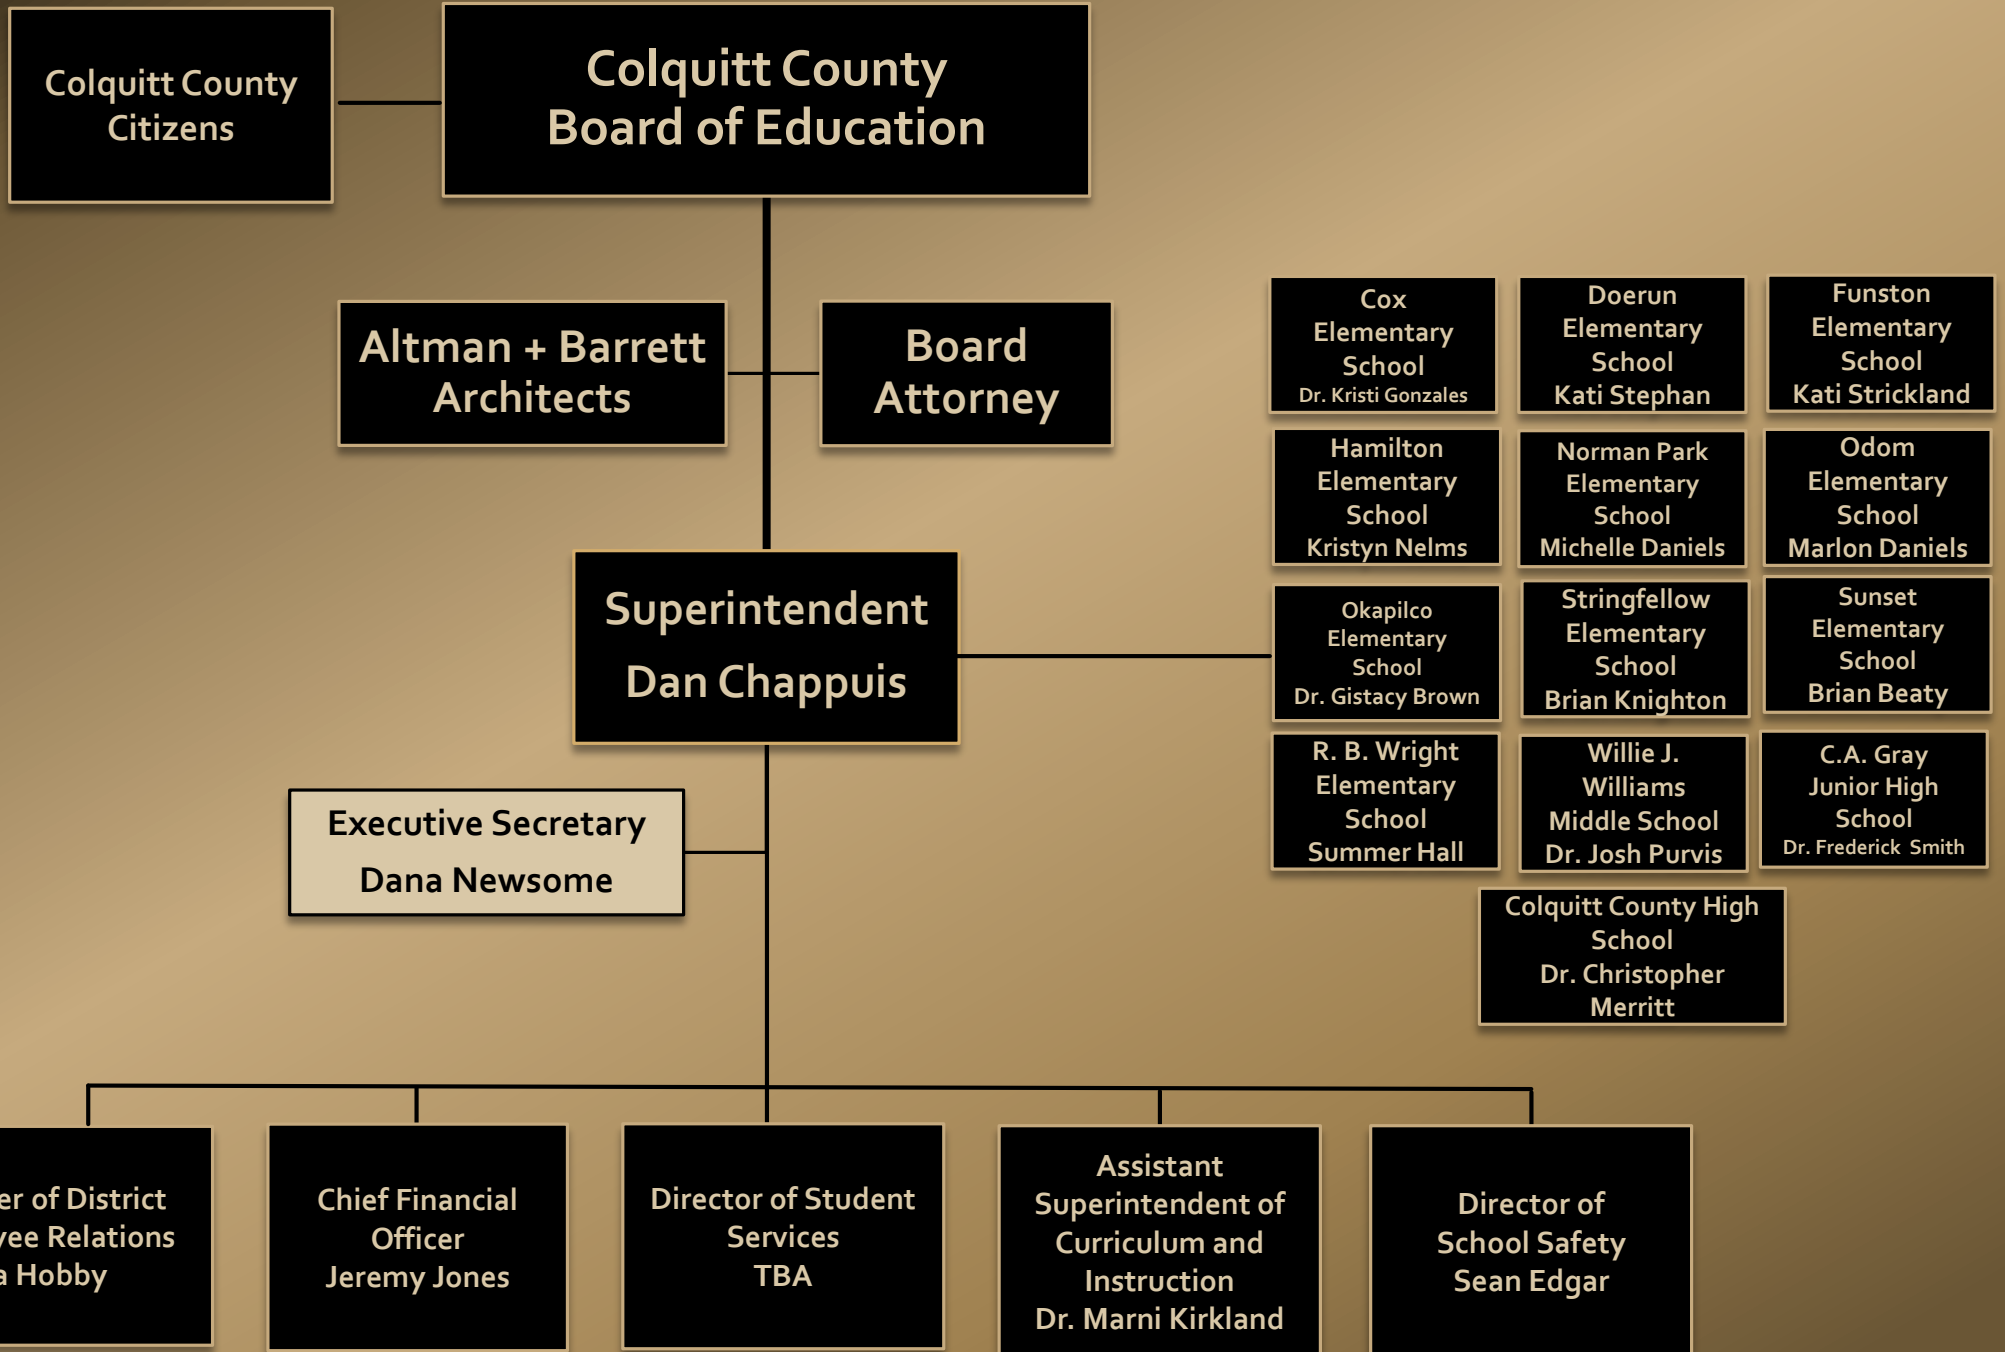 Colquitt County
Citizens
Colquitt County
Board of Education
Altman + Barrett
Architects
Board
Attorney
Superintendent
Dan Chappuis
Executive Secretary
Dana Newsome
Cox
Elementary
School
Dr. Kristi Gonzales
Doerun
Elementary
School
Kati Stephan
Funston
Elementary
School
Kati Strickland
Hamilton
Elementary
School
Kristyn Nelms
Norman Park
Elementary
School
Michelle Daniels
Odom
Elementary
School
Marlon Daniels
Okapilco
Elementary
School
Dr. Gistacy Brown
Stringfellow
Elementary
School
Brian Knighton
Sunset
Elementary
School
Brian Beaty
R. B. Wright
Elementary
School
Summer Hall
Willie J.
Williams
Middle School
Dr. Josh Purvis
C.A. Gray
Junior High
School
Dr. Frederick Smith
Colquitt County High
School
Dr. Christopher
Merritt
of District
Relations
Hobby
Chief Financial
Officer
Jeremy Jones
Director of Student
Services
TBA
Assistant
Superintendent of
Curriculum and
Instruction
Dr. Marni Kirkland
Director of
School Safety
Sean Edgar